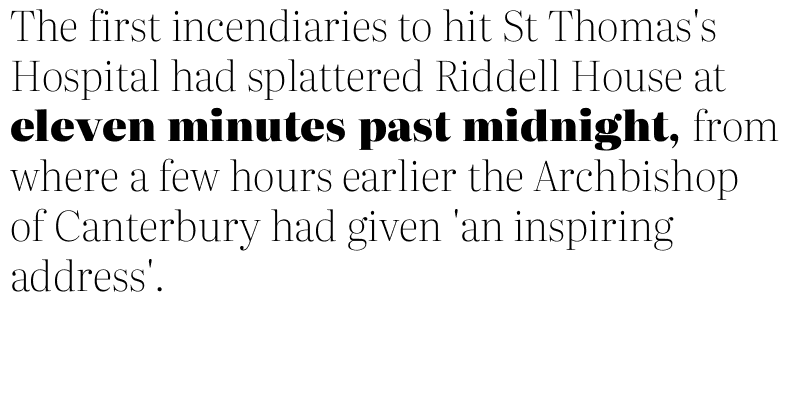 The first incendiaries to hit St Thomas's
Hospital had splattered Riddell House at
eleven minutes past midnight, from
where a few hours earlier the Archbishop
of Canterbury had given 'an inspiring
address'.